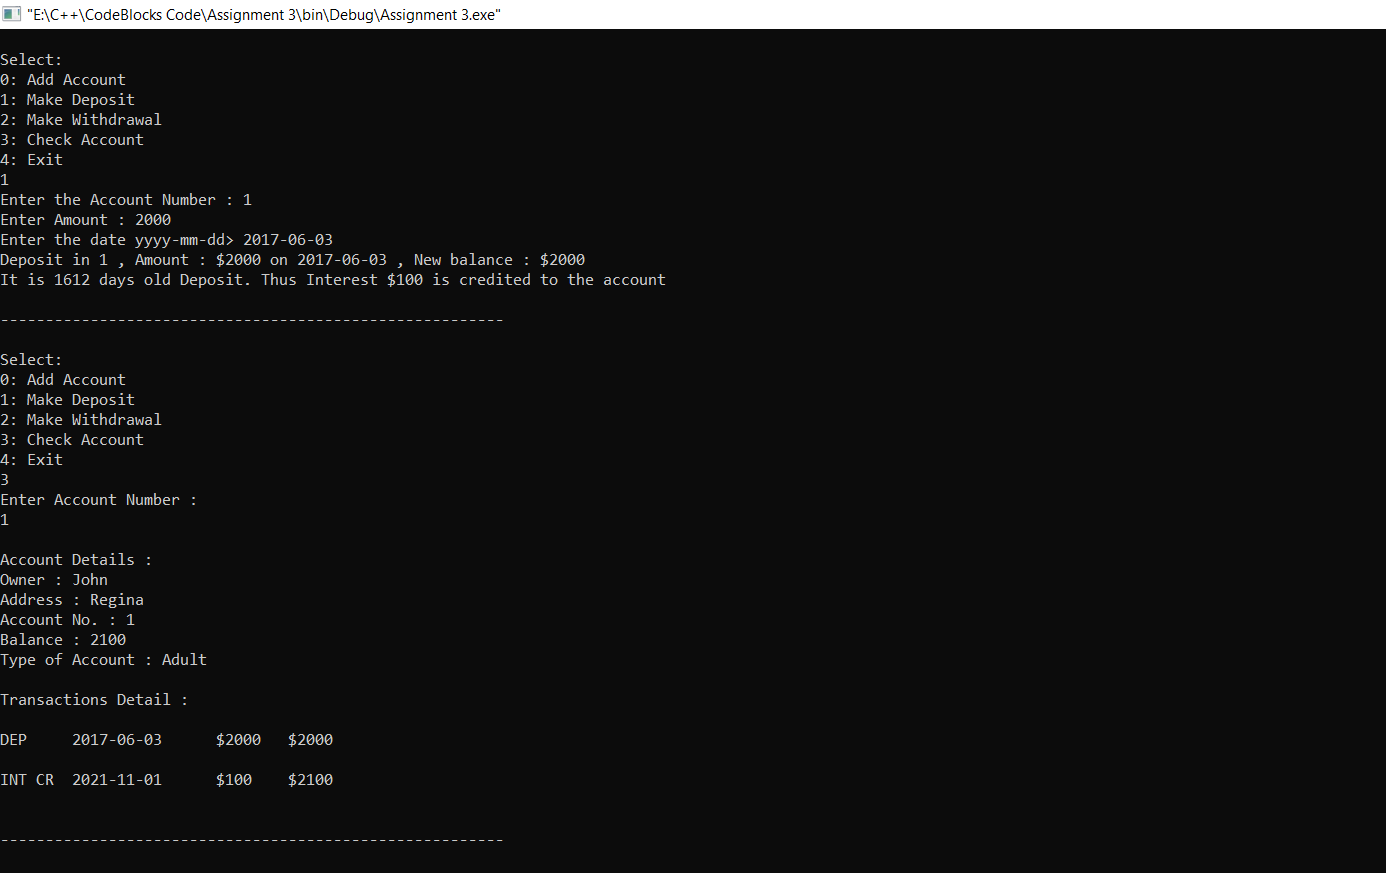 "E:\C++\CodeBlocks Code\Assignment 3\bin\Debug\Assignment 3.exe"
Select:
0: Add Account
1: Make Deposit
2: Make Withdrawal
3: Check Account
4: Exit
1
Enter the Account Number : 1
Enter Amount : 2000
Enter the date yyyy-mm-dd> 2017-06-03
Deposit in 1 , Amount : $2000 on 2017-06-03 , New balance : $2000
It is 1612 days old Deposit. Thus Interest $100 is credited to the account
--------------------------------------------------------
Select:
0: Add Account
1: Make Deposit
2: Make Withdrawal
3: Check Account
4: Exit
3
Enter Account Number :
1
Account Details :
Owner : John
Address : Regina
Account No. : 1
Balance : 2100
Type of Account : Adult
Transactions Detail :
DEP     2017-06-03      $2000   $2000
INT CR  2021-11-01      $100    $2100
--------------------------------------------------------